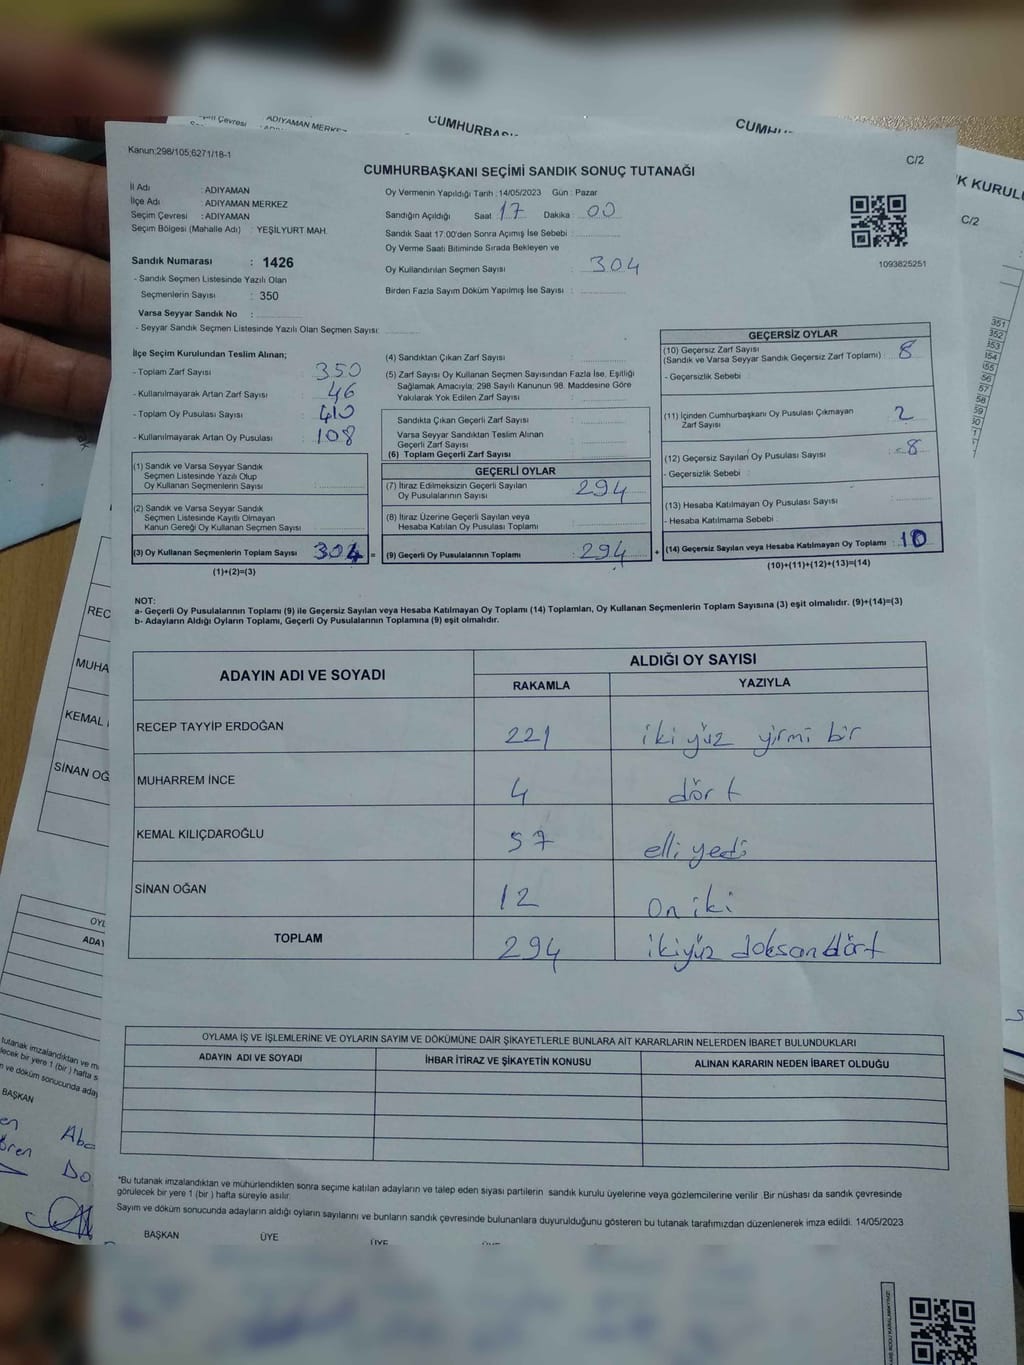 CUMHURBAŞKANI SEÇİMİ SANDIK SONUÇ TUTANAĞI
Kanun:298/105;6271/18-1
C/2
İl Adı : ADIYAMAN
İlçe Adı : ADIYAMAN MERKEZ
Seçim Çevresi : ADIYAMAN
Seçim Bölgesi (Mahalle Adı) : YEŞİLYURT MAH.
Sandık Numarası : 1426
- Sandık Seçmen Listesinde Yazılı Olan
Seçmenlerin Sayısı : 350
Varsa Seyyar Sandık No :
- Seyyar Sandık Seçmen Listesinde Yazılı Olan Seçmen Sayısı:
Oy Vermenin Yapıldığı Tarih :14/05/2023 Gün : Pazar
Sandığın Açıldığı Saat 17 Dakika 00
Sandık Saat 17:00'den Sonra Açımış İse Sebebi :
Oy Verme Saati Bitiminde Sırada Bekleyen ve
Oy Kullandırılan Seçmen Sayısı : 304
Birden Fazla Sayım Döküm Yapılmış İse Sayısı :
1093825251
İlçe Seçim Kurulundan Teslim Alınan;
- Toplam Zarf Sayısı : 350
- Kullanılmayarak Artan Zarf Sayısı : 46
- Toplam Oy Pusulası Sayısı : 410
- Kullanılmayarak Artan Oy Pusulası : 108
(1) Sandık ve Varsa Seyyar Sandık
Seçmen Listesinde Yazılı Olup
Oy Kullanan Seçmenlerin Sayısı :
(2) Sandık ve Varsa Seyyar Sandık
Seçmen Listesinde Kayıtlı Olmayan
Kanun Gereği Oy Kullanan Seçmen Sayısı :
(3) Oy Kullanan Seçmenlerin Toplam Sayısı : 304 =
(1)+(2)=(3)
(4) Sandıktan Çıkan Zarf Sayısı :
(5) Zarf Sayısı Oy Kullanan Seçmen Sayısından Fazla İse, Eşitliği
Sağlamak Amacıyla; 298 Sayılı Kanunun 98. Maddesine Göre
Yakılarak Yok Edilen Zarf Sayısı :
Sandıkta Çıkan Geçerli Zarf Sayısı :
Varsa Seyyar Sandıktan Teslim Alınan
Geçerli Zarf Sayısı :
(6) Toplam Geçerli Zarf Sayısı :
GEÇERLİ OYLAR
(7) İtiraz Edilmeksizin Geçerli Sayılan
Oy Pusulalarının Sayısı : 294
(8) İtiraz Üzerine Geçerli Sayılan veya
Hesaba Katılan Oy Pusulası Toplamı :
(9) Geçerli Oy Pusulalarının Toplamı : 294 +
GEÇERSİZ OYLAR
(10) Geçersiz Zarf Sayısı
(Sandık ve Varsa Seyyar Sandık Geçersiz Zarf Toplamı) : 8
- Geçersizlik Sebebi :
(11) İçinden Cumhurbaşkanı Oy Pusulası Çıkmayan
Zarf Sayısı : 2
(12) Geçersiz Sayılan Oy Pusulası Sayısı : 8
- Geçersizlik Sebebi :
(13) Hesaba Katılmayan Oy Pusulası Sayısı :
- Hesaba Katılmama Sebebi :
(14) Geçersiz Sayılan veya Hesaba Katılmayan Oy Toplamı : 10
(10)+(11)+(12)+(13)=(14)
NOT:
a- Geçerli Oy Pusulalarının Toplamı (9) ile Geçersiz Sayılan veya Hesaba Katılmayan Oy Toplamı (14) Toplamları, Oy Kullanan Seçmenlerin Toplam Sayısına (3) eşit olmalıdır. (9)+(14)=(3)
b- Adayların Aldığı Oyların Toplamı, Geçerli Oy Pusulalarının Toplamına (9) eşit olmalıdır.
ADAYIN ADI VE SOYADI ALDIĞI OY SAYISI
RAKAMLA YAZIYLA
RECEP TAYYİP ERDOĞAN 221 iki yüz yirmi bir
MUHARREM İNCE 4 dört
KEMAL KILIÇDAROĞLU 57 elli yedi
SİNAN OĞAN 12 On iki
TOPLAM 294 ikiyüz doksan dört
OYLAMA İŞ VE İŞLEMLERİNE VE OYLARIN SAYIM VE DÖKÜMÜNE DAİR ŞİKAYETLERLE BUNLARA AİT KARARLARIN NELERDEN İBARET BULUNDUKLARI
ADAYIN ADI VE SOYADI İHBAR İTİRAZ VE ŞİKAYETİN KONUSU ALINAN KARARIN NEDEN İBARET OLDUĞU
*Bu tutanak imzalandıktan ve mühürlendikten sonra seçime katılan adayların ve talep eden siyasi partilerin sandık kurulu üyelerine veya gözlemcilerine verilir .Bir nüshası da sandık çevresinde
görülecek bir yere 1 (bir ) hafta süreyle asılır.
Sayım ve döküm sonucunda adayların aldığı oyların sayılarını ve bunların sandık çevresinde bulunanlara duyurulduğunu gösteren bu tutanak tarafımızdan düzenlenerek imza edildi. 14/05/2023
BAŞKAN ÜYE ÜYE